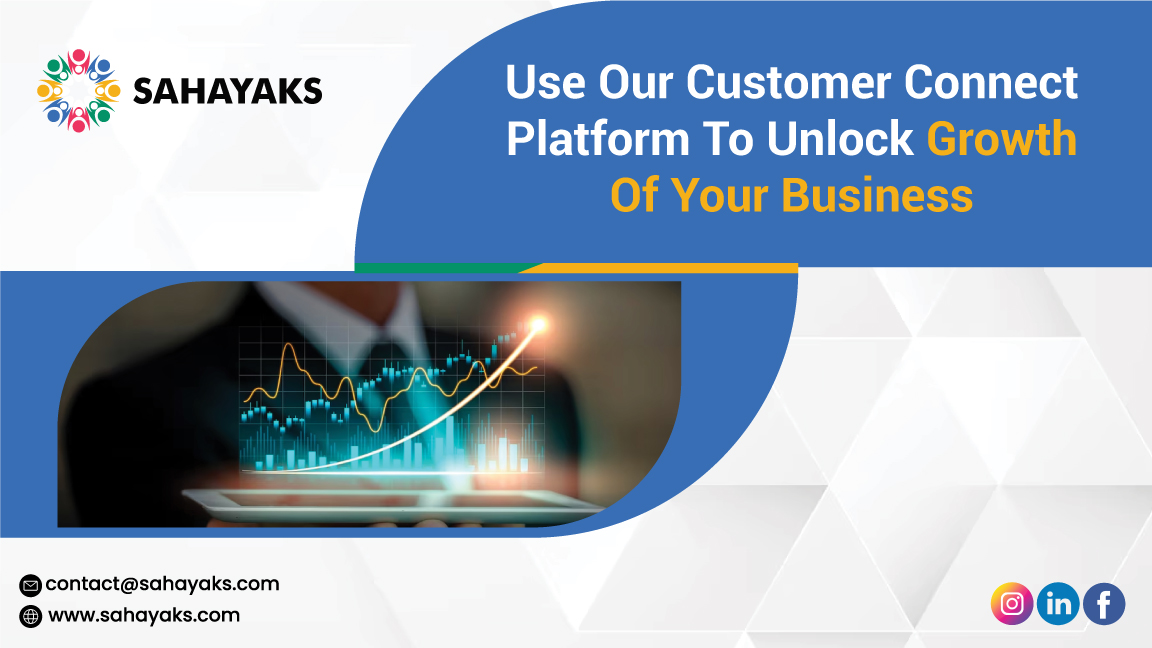 SAHAYAKS
Use Our Customer Connect
Platform To Unlock Growth
Of Your Business
contact@sahayaks.com
www.sahayaks.com